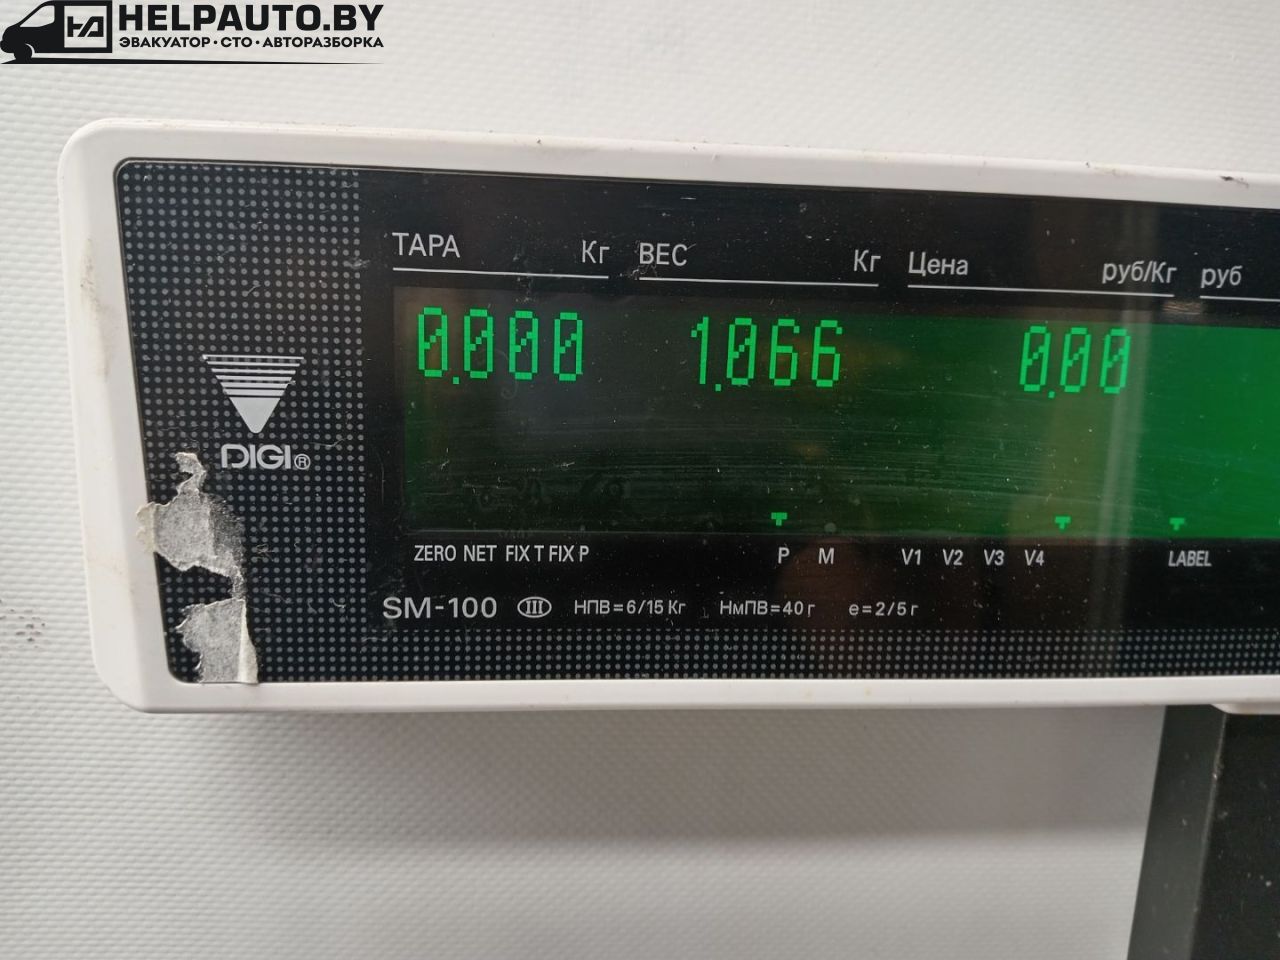 HELPAUTO.BY
ЭВАКУАТОР·СТО·АВТОРАЗБОРКА
ТАРА Кг ВЕС Кг Цена руб/Кг руб
0.000 1.066 0.00
DIGI®
ZERO NET FIX T FIX P P M V1 V2 V3 V4 LABEL
SM-100 III НПВ=6/15 Кг НмПВ=40 г e=2/5 г